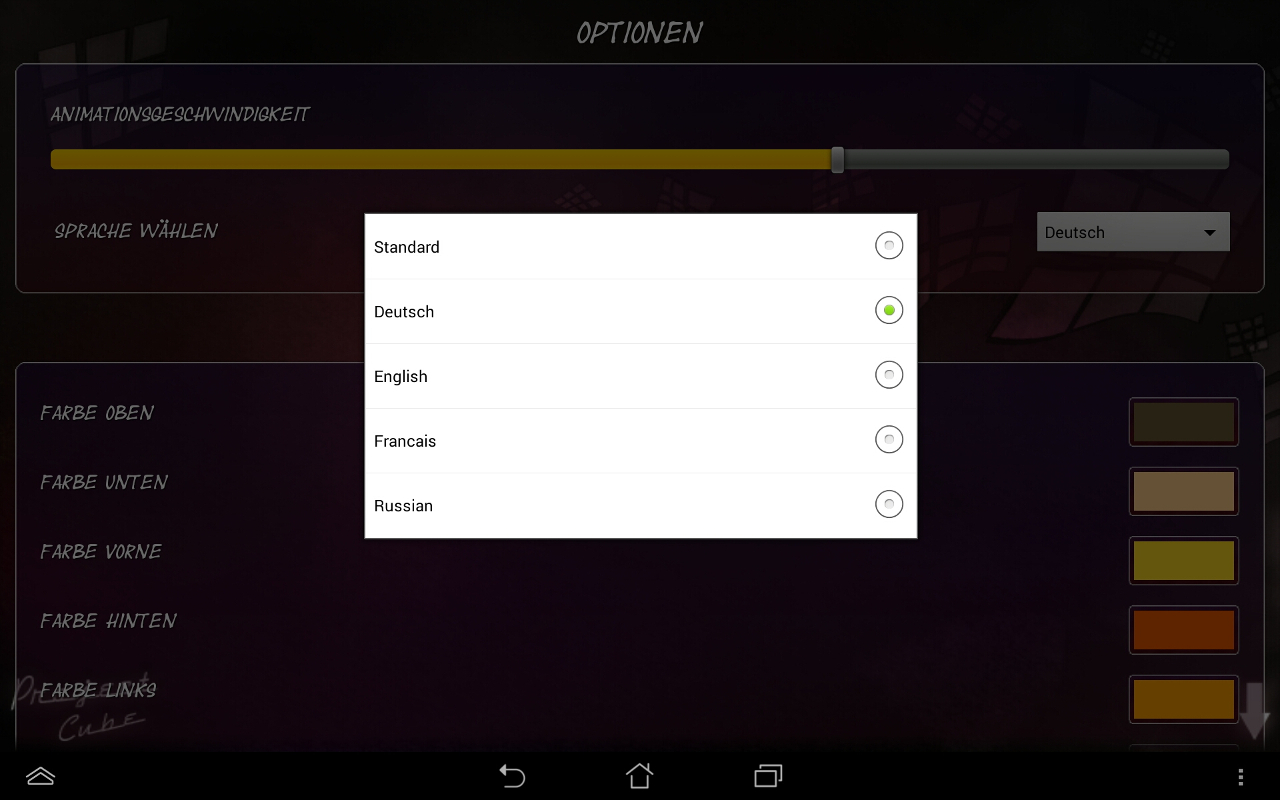 OPTIONEN
ANIMATIONSGESCHWINDIGKEIT
SPRACHE WÄHLEN
Deutsch
Standard
Deutsch
English
Francais
Russian
FARBE OBEN
FARBE UNTEN
FARBE VORNE
FARBE HINTEN
FARBE LINKS
Project
Cube